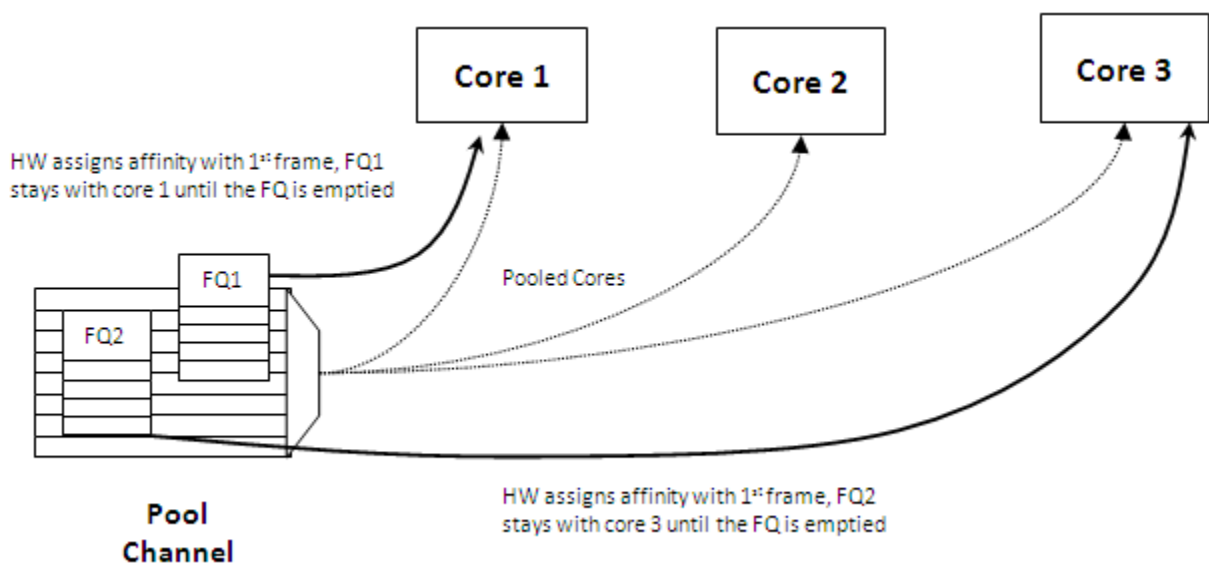 Core 1
Core 2
Core 3
HW assigns affinity with 1st frame, FQ1
stays with core 1 until the FQ is emptied
FQ1
Pooled Cores
FQ2
HW assigns affinity with 1st frame, FQ2
stays with core 3 until the FQ is emptied
Pool
Channel